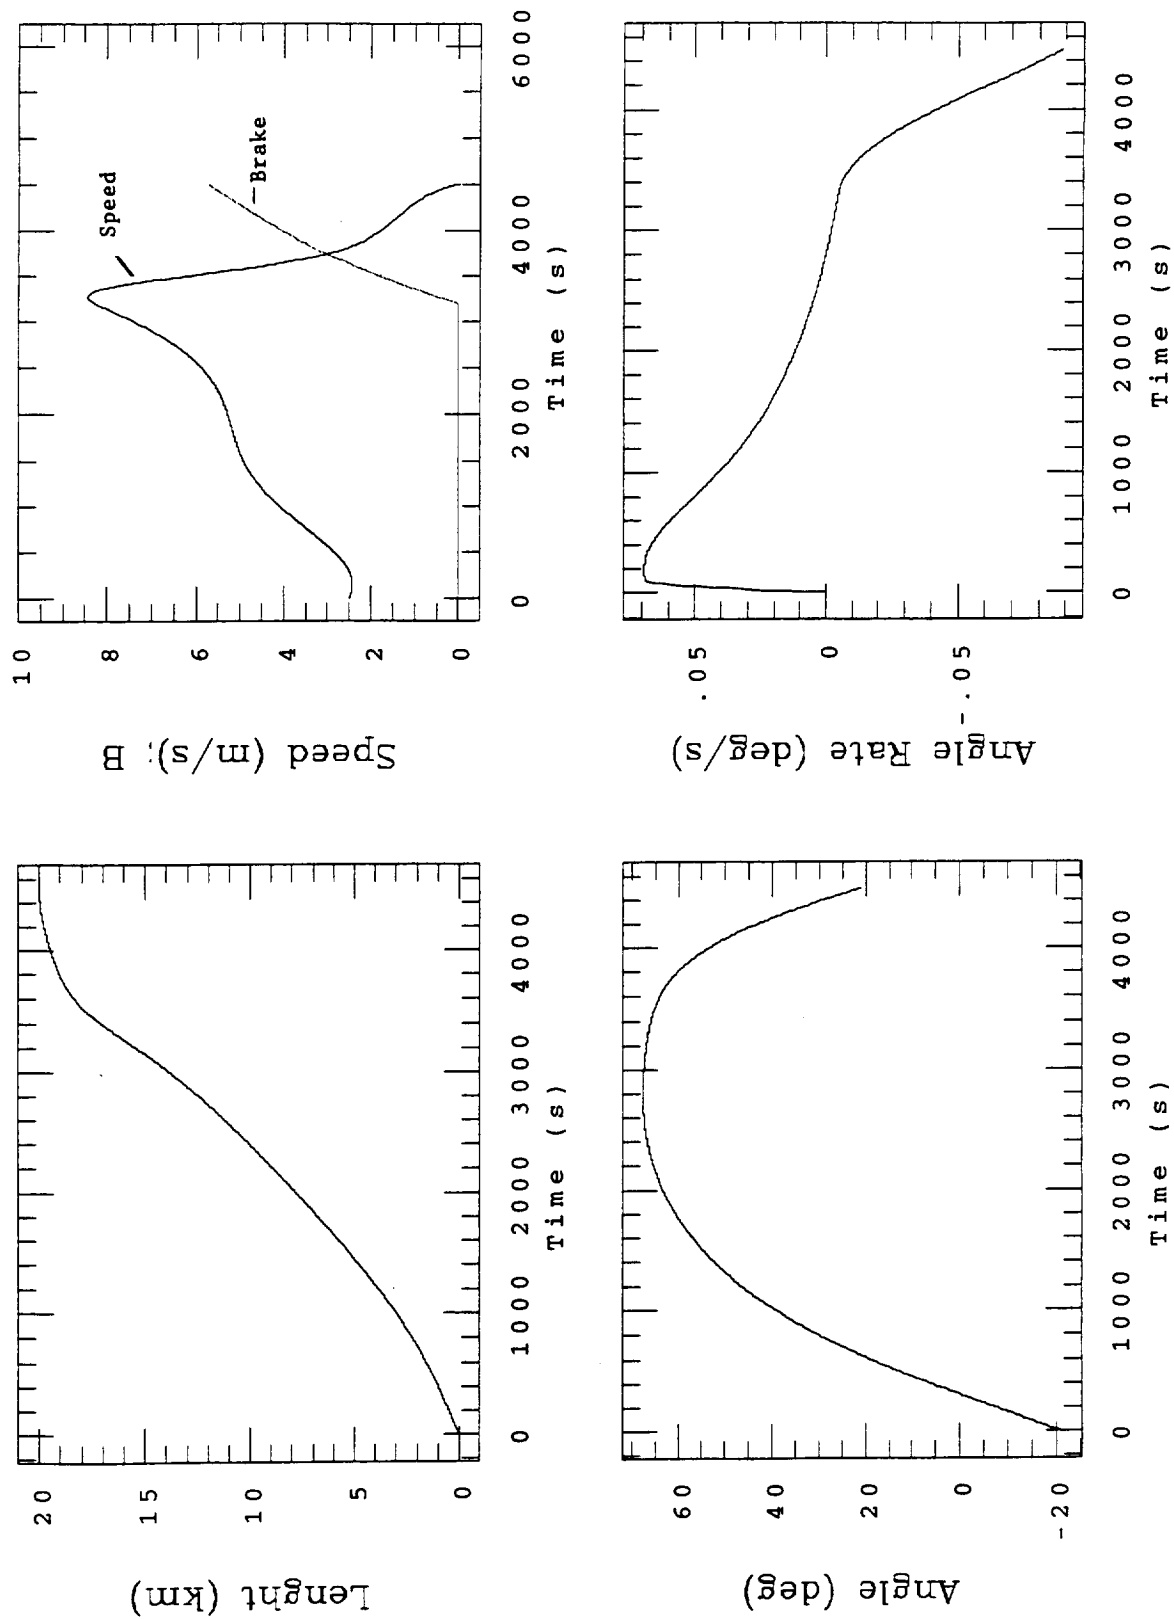 Lenght (km)
20
15
10
5
0
0 1000 2000 3000 4000
Time (s)
Speed (m/s); B
10
8
6
4
2
0
Speed
Brake
0 2000 4000 6000
Time (s)
Angle (deg)
60
40
20
0
-20
0 1000 2000 3000 4000
Time (s)
Angle Rate (deg/s)
.05
0
-.05
0 1000 2000 3000 4000
Time (s)